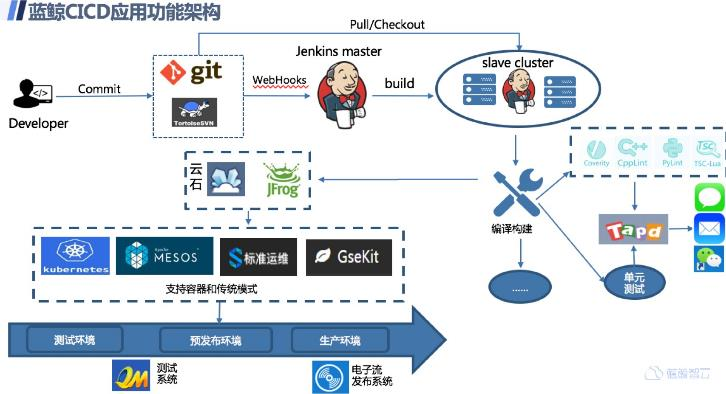 蓝鲸CICD应用功能架构
Pull/Checkout
Developer
Commit
git
TortoiseSVN
WebHooks
Jenkins master
build
slave cluster
云石
JFrog
编译构建
Coverity
CppLint
PyLint
TSC
TSC-Lua
Tapd
单元
测试
......
kubernetes
Apache
MESOS
标准运维
GseKit
支持容器和传统模式
测试环境
预发布环境
生产环境
测试
系统
电子流
发布系统
蓝鲸智云